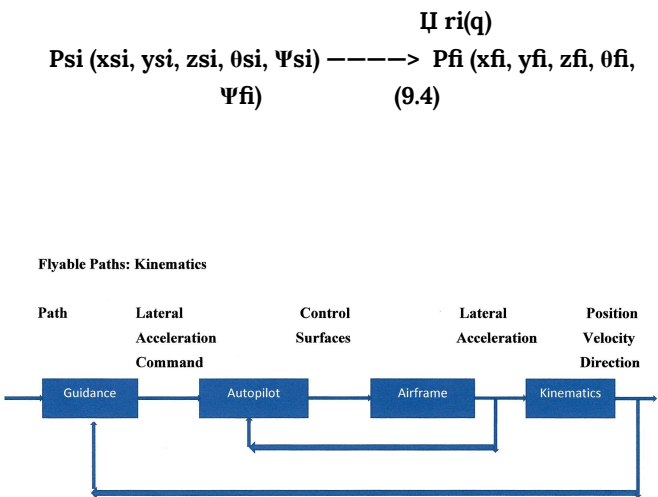 Џ ri(q)
Psi (xsi, ysi, zsi, θsi, Ψsi) —−−−−> Pfi (xfi, yfi, zfi, θfi,
Ψfi) (9.4)
Flyable Paths: Kinematics
Path Lateral Control Lateral Position
Acceleration Surfaces Acceleration Velocity
Command Direction
Guidance Autopilot Airframe Kinematics